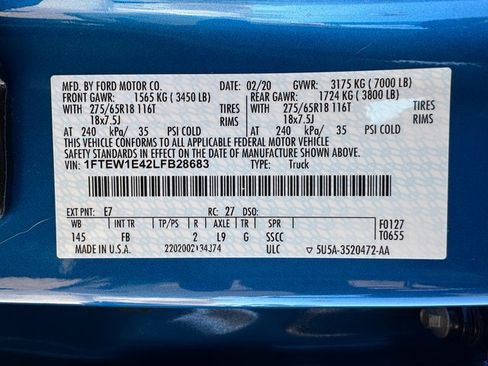 MFD. BY FORD MOTOR CO. DATE: 02/20 GVWR: 3175 KG ( 7000 LB)
FRONT GAWR: 1565 KG ( 3450 LB) REAR GAWR: 1724 KG ( 3800 LB)
WITH 275/65R18 116T TIRES WITH 275/65R18 116T TIRES
18x7.5J RIMS 18x7.5J RIMS
AT 240 kPa/ 35 PSI COLD AT 240 kPa/ 35 PSI COLD
THIS VEHICLE CONFORMS TO ALL APPLICABLE FEDERAL MOTOR VEHICLE
SAFETY STANDARDS IN EFFECT ON THE DATE OF MANUFACTURE SHOWN ABOVE.
VIN: 1FTEW1E42LFB28683 TYPE: Truck
EXT PNT: E7 RC: 27 DSO:
WB INT TR TP/PS R AXLE TR SPR F0127
145 FB 2 L9 G SSCC T0655
MADE IN U.S.A. ULC 5U5A-3520472-AA